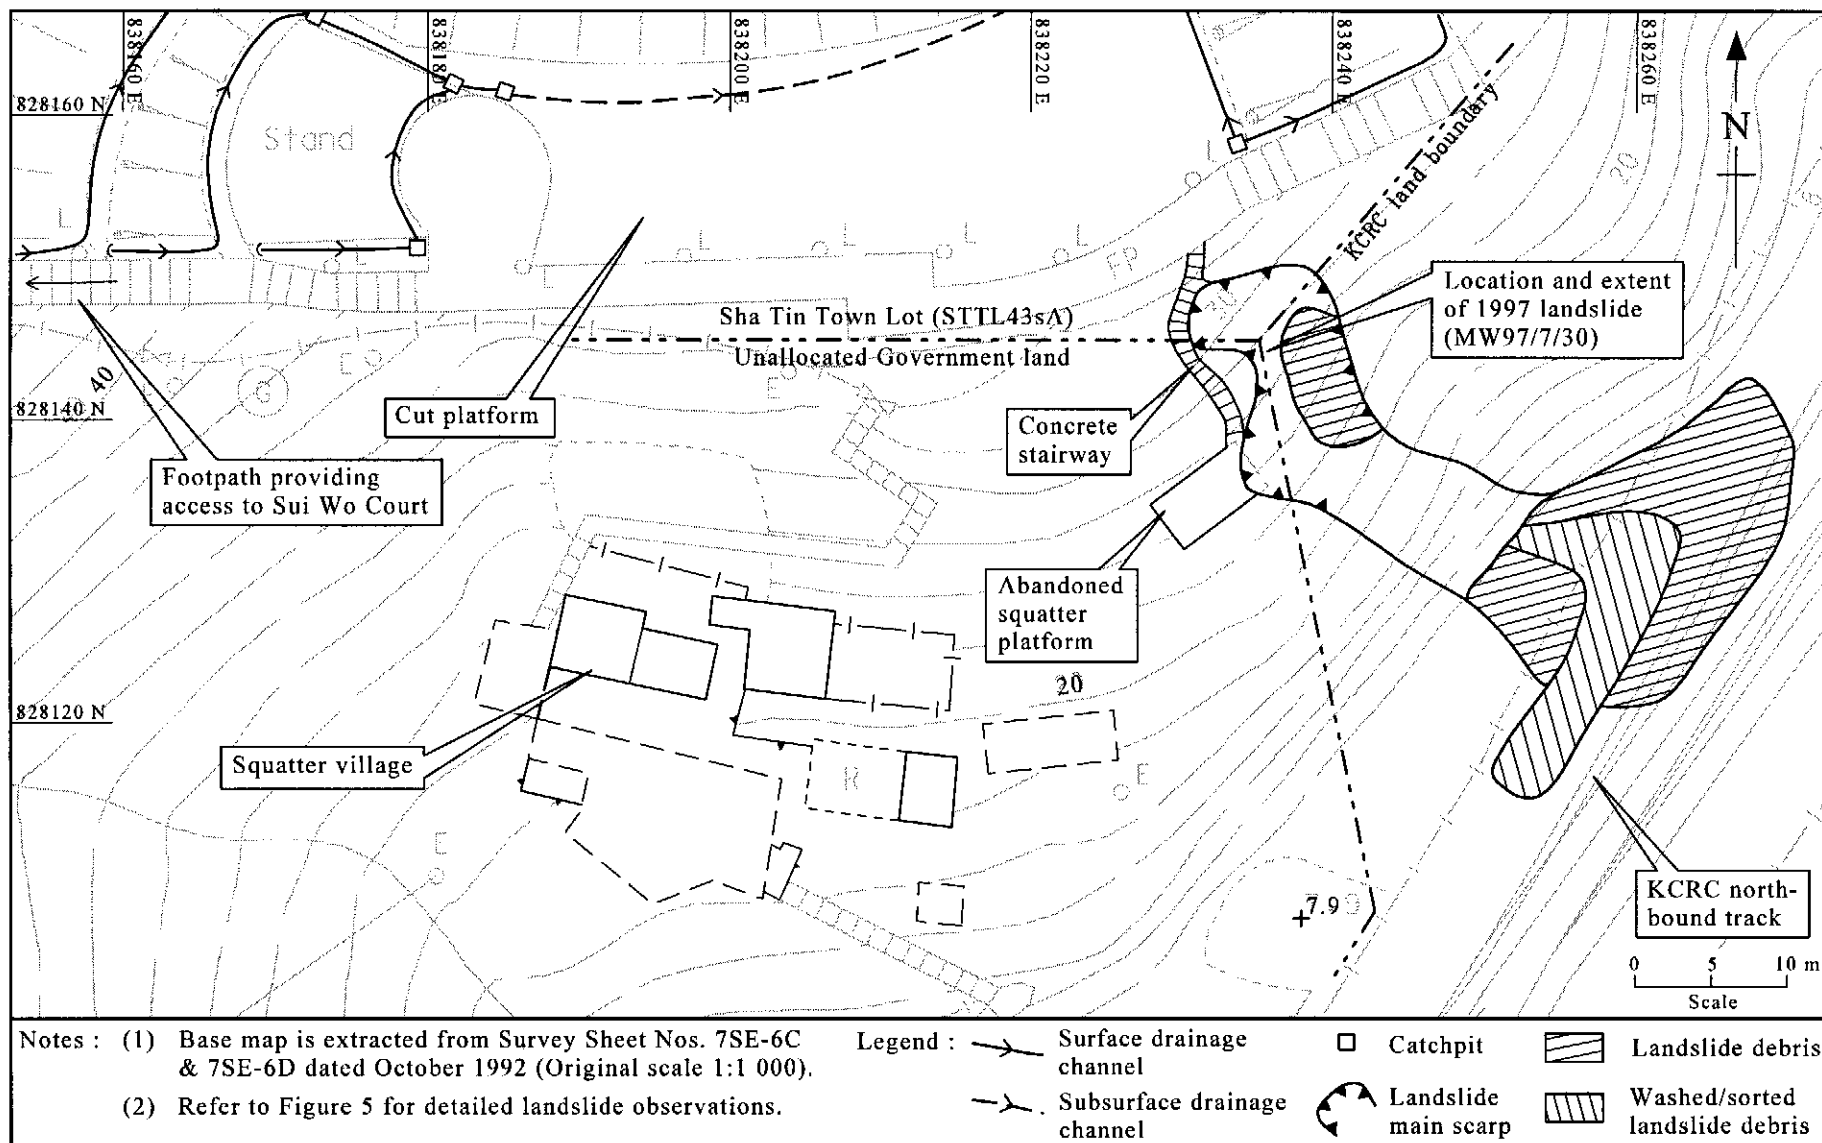 838160 E
838180 E
838200 E
838220 E
838240 E
838260 E
828160 N
Stand
L
N
20
KCRC land boundary
L
L
L
L
L
L
FP
Location and extent
of 1997 landslide
(MW97/7/30)
Sha Tin Town Lot (STTL43sA)
Unallocated Government land
30
E
E
40
G
828140 N
Cut platform
Concrete
stairway
Footpath providing
access to Sui Wo Court
Abandoned
squatter
platform
20
828120 N
Squatter village
R
E
E
7.9
KCRC north-
bound track
0 5 10 m
Scale
Notes : (1) Base map is extracted from Survey Sheet Nos. 7SE-6C
& 7SE-6D dated October 1992 (Original scale 1:1 000).
(2) Refer to Figure 5 for detailed landslide observations.
Legend :
Surface drainage
channel
Catchpit
Landslide debris
Subsurface drainage
channel
Landslide
main scarp
Washed/sorted
landslide debris